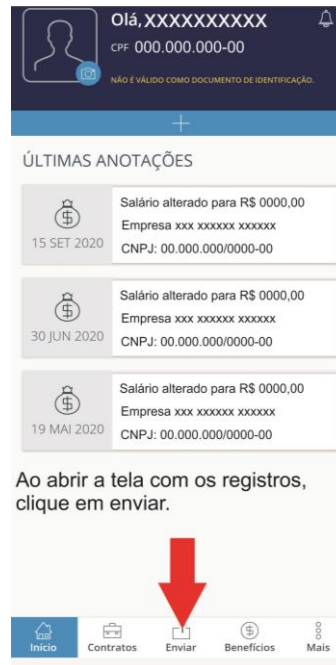 Olá, XXXXXXXXXX
CPF 000.000.000-00
NÃO É VÁLIDO COMO DOCUMENTO DE IDENTIFICAÇÃO.
ÚLTIMAS ANOTAÇÕES
Salário alterado para R$ 0000,00
Empresa xxx xxxxxx xxxxxx
15 SET 2020
CNPJ: 00.000.000/0000-00
Salário alterado para R$ 0000,00
Empresa xxx xxxxxx xxxxxx
30 JUN 2020
CNPJ: 00.000.000/0000-00
Salário alterado para R$ 0000,00
Empresa xxx xxxxxx xxxxxx
19 MAI 2020
CNPJ: 00.000.000/0000-00
Ao abrir a tela com os registros,
clique em enviar.
Início Contratos Enviar Benefícios Mais